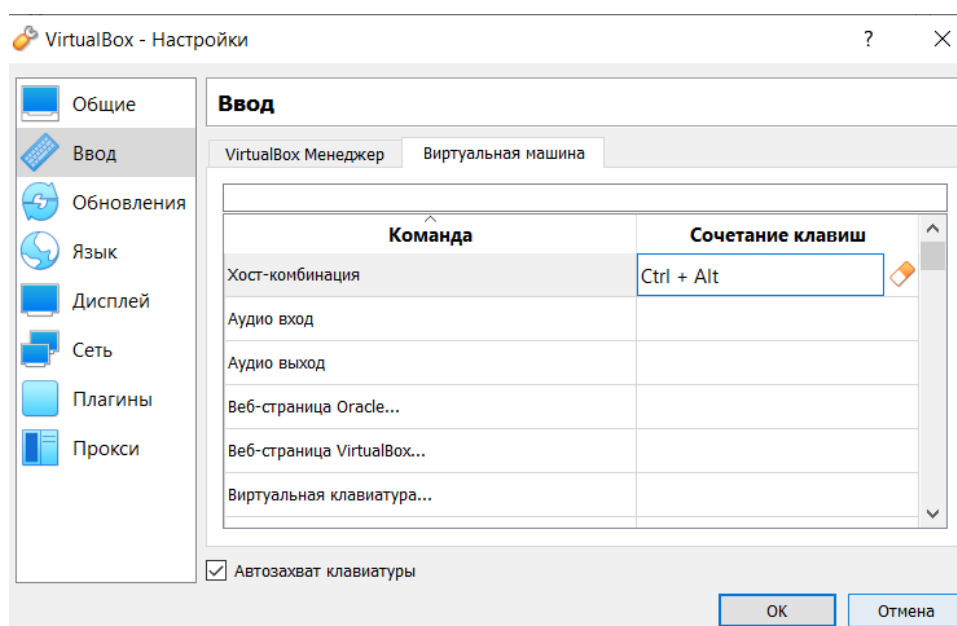 VirtualBox - Настройки ?
Общие
Ввод
Обновления
Язык
Дисплей
Сеть
Плагины
Прокси
Ввод
VirtualBox Менеджер Виртуальная машина
Команда Сочетание клавиш
Хост-комбинация Ctrl + Alt
Аудио вход
Аудио выход
Веб-страница Oracle...
Веб-страница VirtualBox...
Виртуальная клавиатура...
Автозахват клавиатуры
OK Отмена